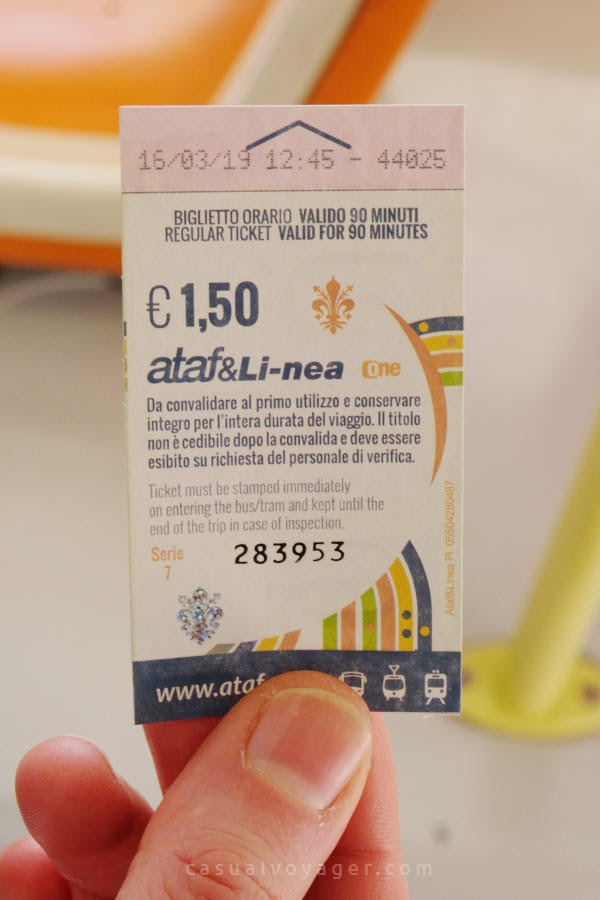 16/03/19 12:45 - 44025
BIGLIETTO ORARIO VALIDO 90 MINUTI
REGULAR TICKET VALID FOR 90 MINUTES
€ 1,50
ataf&Li-nea One
Da convalidare al primo utilizzo e conservare
integro per l'intera durata del viaggio. Il titolo
non è cedibile dopo la convalida e deve essere
esibito su richiesta del personale di verifica.
Ticket must be stamped immediately
on entering the bus/tram and kept until the
end of the trip in case of inspection.
Serie
7
283953
Ataf&Linea PI 05504280487
www.ataf
casualvoyager.com